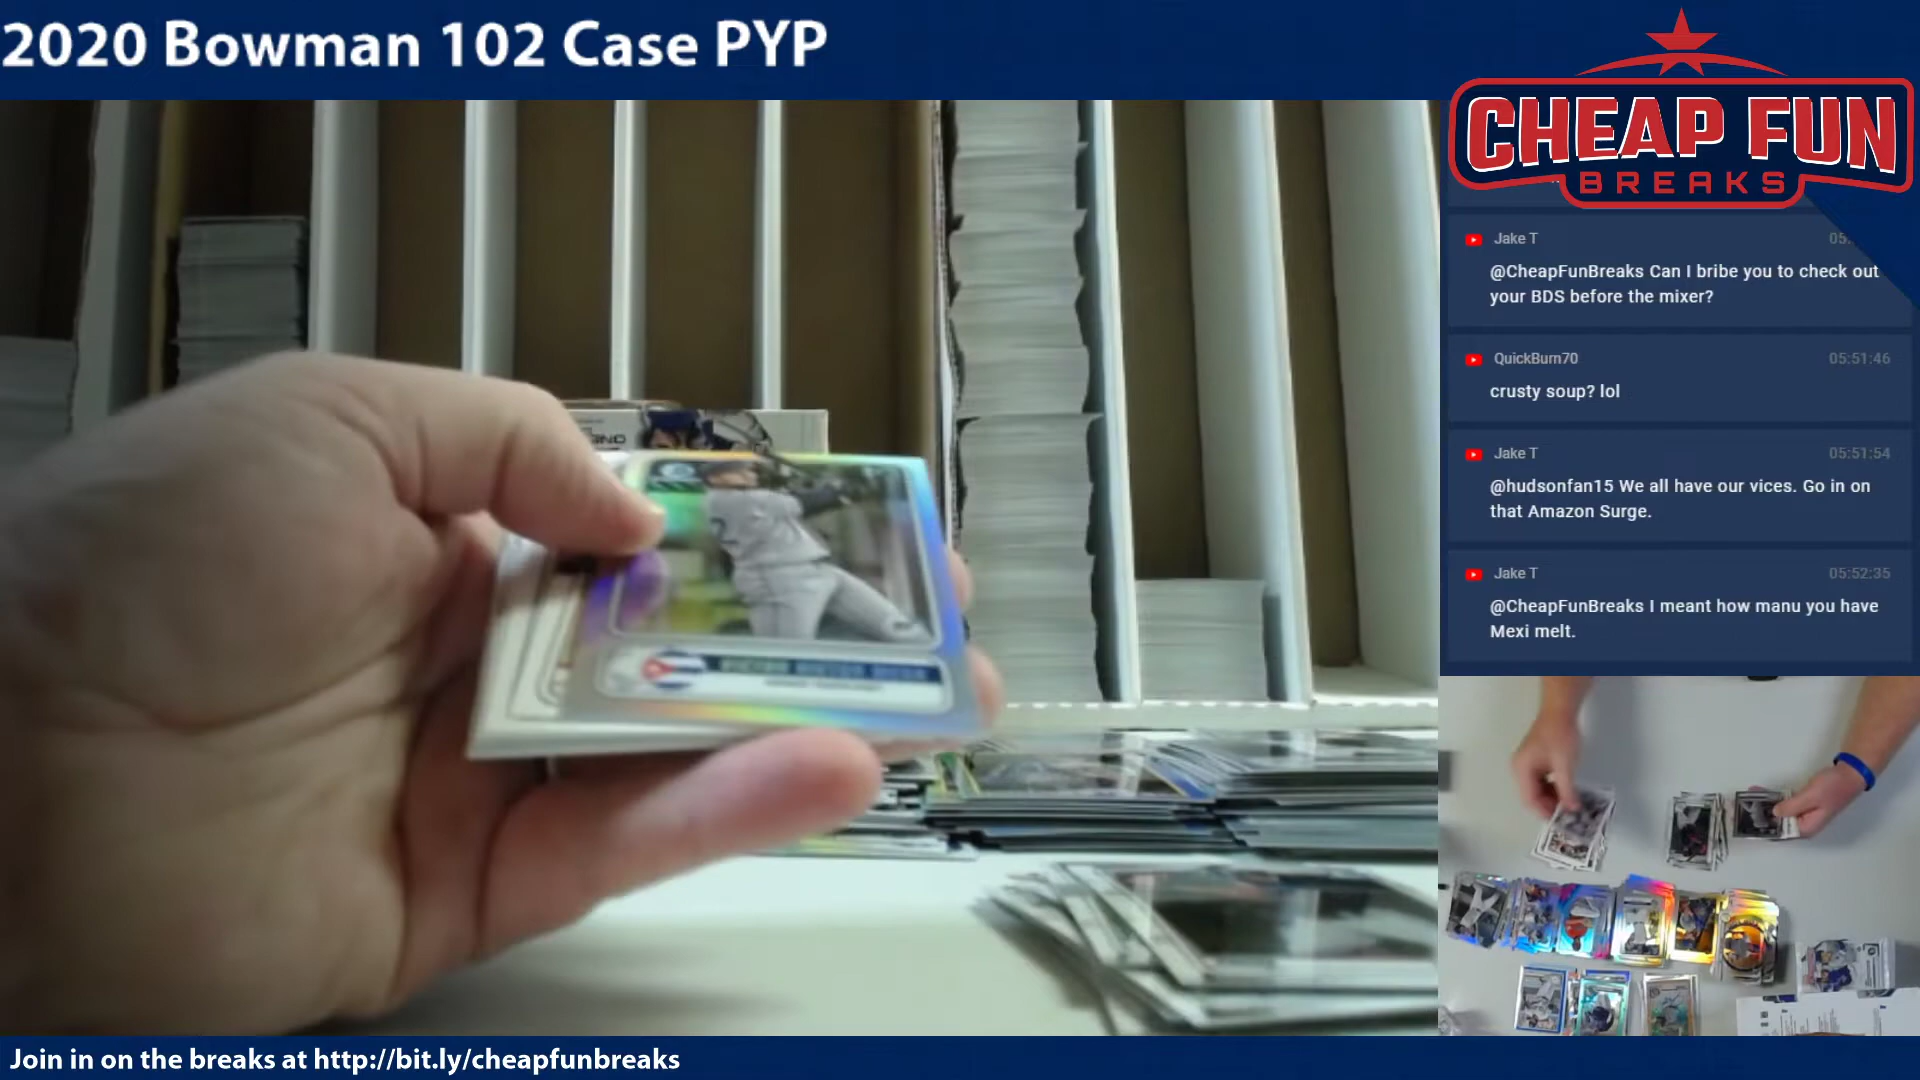 2020 Bowman 102 Case PYP
CHEAP FUN
BREAKS
Jake T
@CheapFunBreaks Can I bribe you to check out
your BDS before the mixer?
QuickBurn70 05:51:46
crusty soup? lol
Jake T 05:51:54
@hudsonfan15 We all have our vices. Go in on
that Amazon Surge.
Jake T 05:52:35
@CheapFunBreaks I meant how manu you have
Mexi melt.
Join in on the breaks at http://bit.ly/cheapfunbreaks